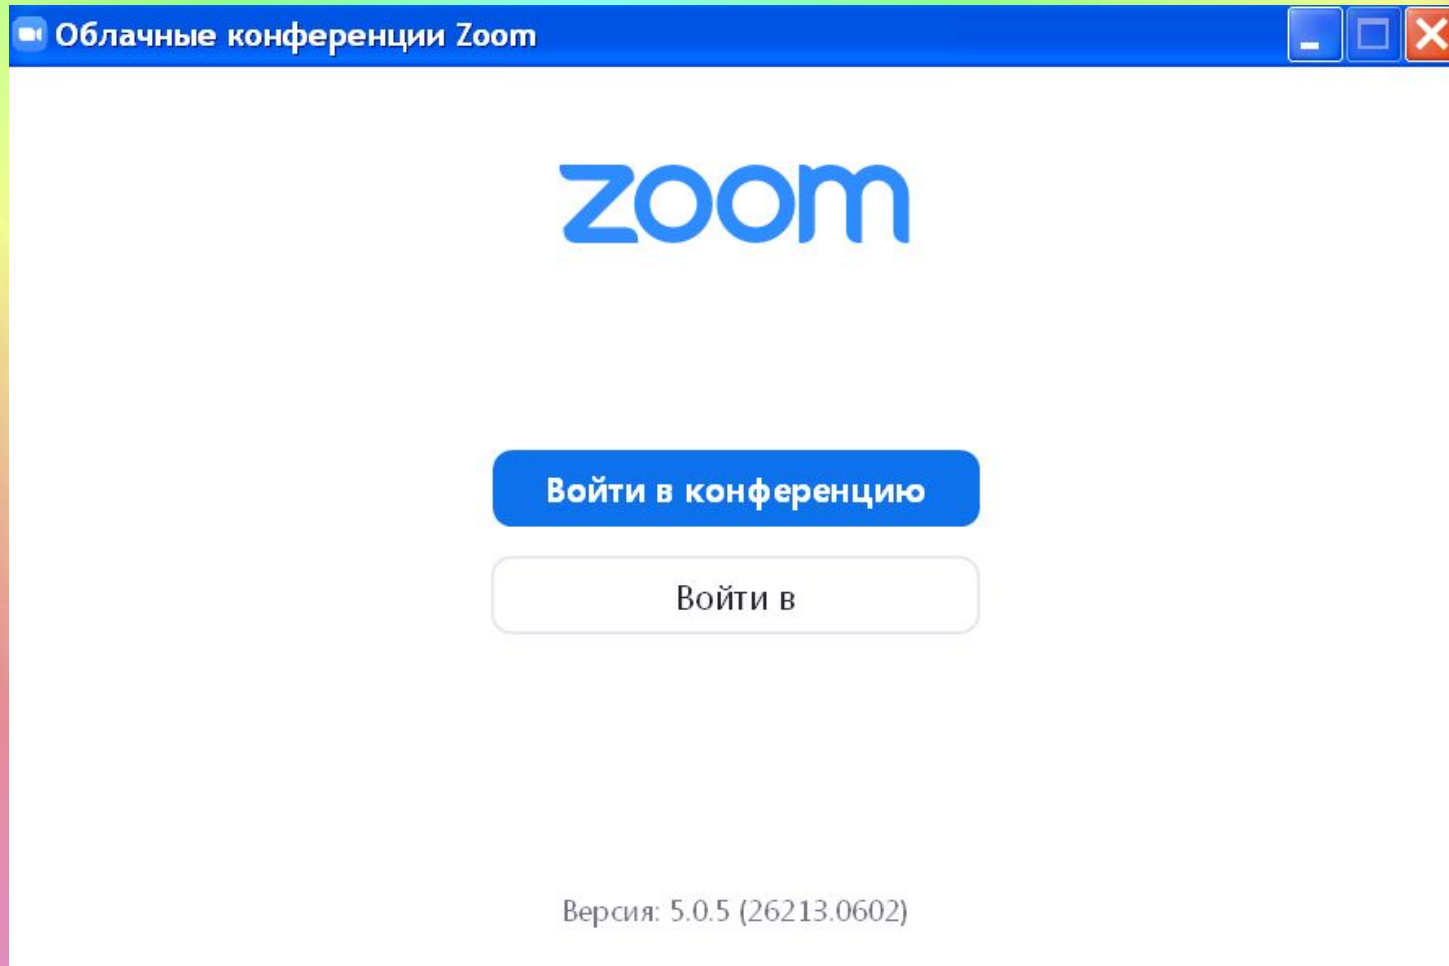 Облачные конференции Zoom
zoom
Войти в конференцию
Войти в
Версия: 5.0.5 (26213.0602)